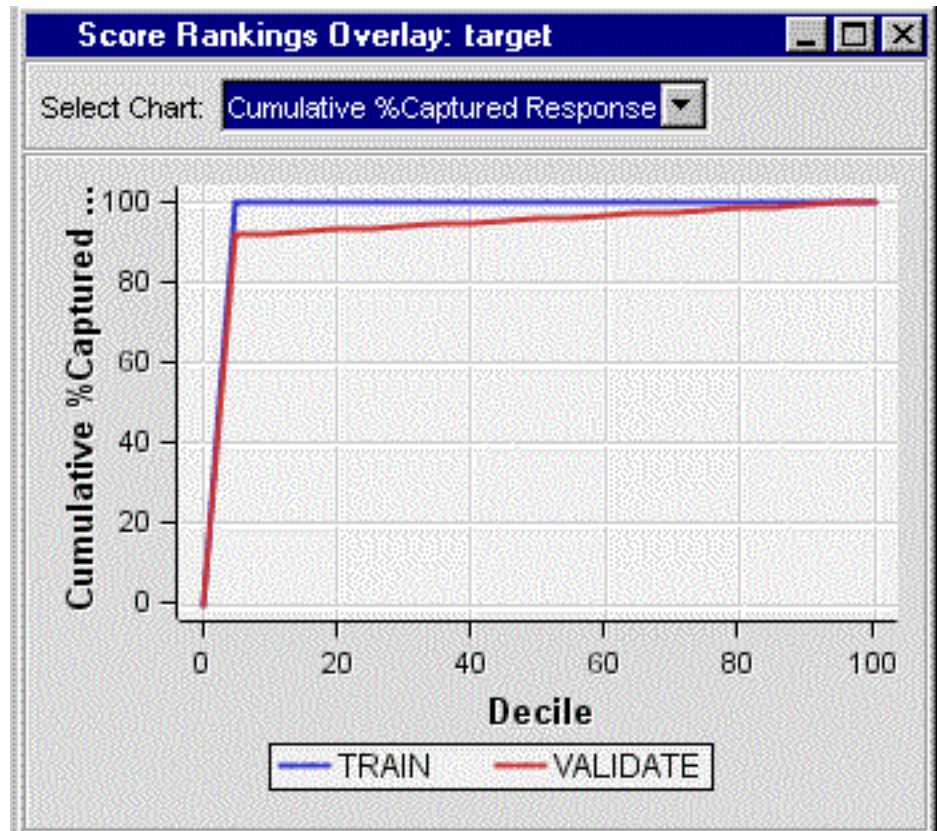 Score Rankings Overlay: target
Select Chart: Cumulative %Captured Response
Cumulative %Captured ...
100
80
60
40
20
0
0 20 40 60 80 100
Decile
TRAIN VALIDATE